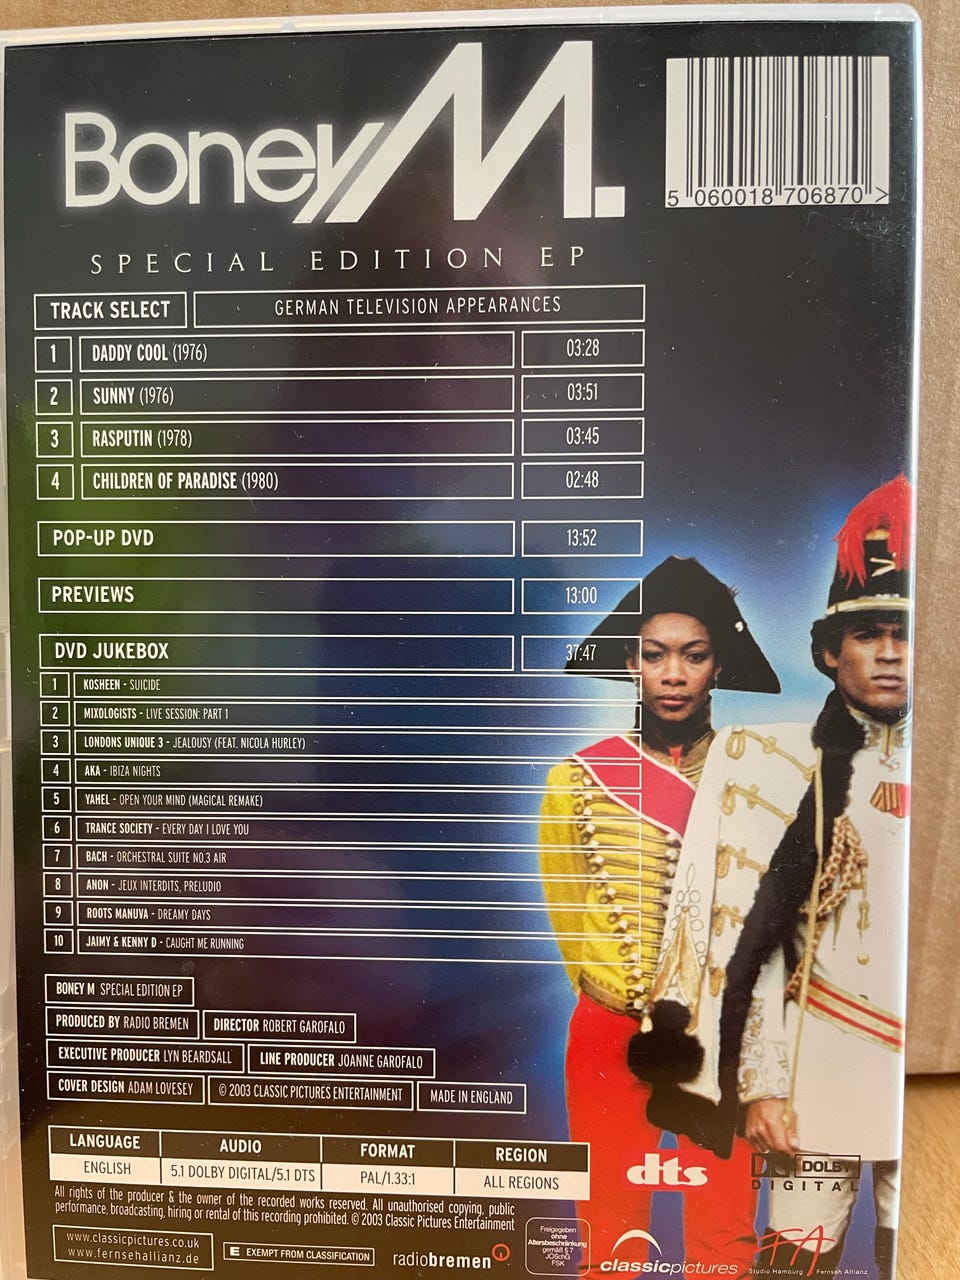 Boney M.
5 060018 706870 >
SPECIAL EDITION EP
TRACK SELECT GERMAN TELEVISION APPEARANCES
1 DADDY COOL (1976) 03:28
2 SUNNY (1976) 03:51
3 RASPUTIN (1978) 03:45
4 CHILDREN OF PARADISE (1980) 02:48
POP-UP DVD 13:52
PREVIEWS 13:00
DVD JUKEBOX 37:47
1 KOSHEEN - SUICIDE
2 MIXOLOGISTS - LIVE SESSION: PART 1
3 LONDONS UNIQUE 3 - JEALOUSY (FEAT. NICOLA HURLEY)
4 AKA - IBIZA NIGHTS
5 YAHEL - OPEN YOUR MIND (MAGICAL REMAKE)
6 TRANCE SOCIETY - EVERY DAY I LOVE YOU
7 BACH - ORCHESTRAL SUITE NO.3 AIR
8 ANON - JEUX INTERDITS, PRELUDIO
9 ROOTS MANUVA - DREAMY DAYS
10 JAIMY & KENNY D - CAUGHT ME RUNNING
BONEY M SPECIAL EDITION EP
PRODUCED BY RADIO BREMEN DIRECTOR ROBERT GAROFALO
EXECUTIVE PRODUCER LYN BEARDSALL LINE PRODUCER JOANNE GAROFALO
COVER DESIGN ADAM LOVESEY © 2003 CLASSIC PICTURES ENTERTAINMENT MADE IN ENGLAND
LANGUAGE AUDIO FORMAT REGION
ENGLISH 5.1 DOLBY DIGITAL/5.1 DTS PAL/1.33:1 ALL REGIONS
dts
DOLBY
DIGITAL
All rights of the producer & the owner of the recorded works reserved. All unauthorised copying, public
performance, broadcasting, hiring or rental of this recording prohibited. © 2003 Classic Pictures Entertainment
www.classicpictures.co.uk
www.fernsehallianz.de
E EXEMPT FROM CLASSIFICATION
radiobremen
Freigegeben
ohne
Altersbeschränkung
gemäß § 7
JÖSchG
FSK
classicpictures
FA
Studio Hamburg Fernseh Allianz